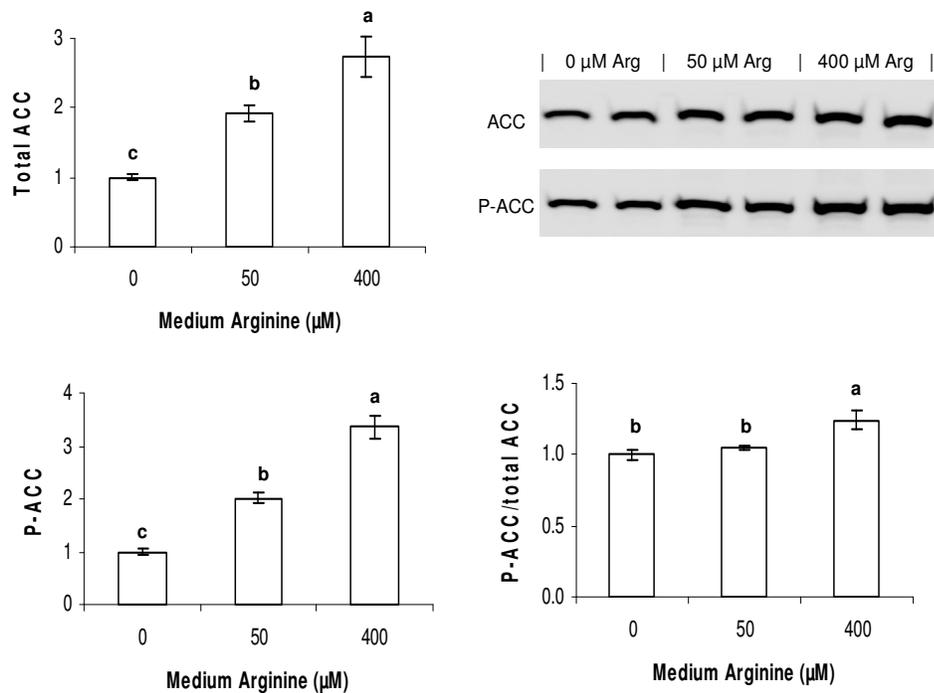 Total ACC
3
2
1
0
c
b
a
0 50 400
Medium Arginine (µM)
| 0 µM Arg | 50 µM Arg | 400 µM Arg |
ACC
P-ACC
P-ACC
4
3
2
1
0
c
b
a
0 50 400
Medium Arginine (µM)
P-ACC/total ACC
1.5
1.0
0.5
0.0
b
b
a
0 50 400
Medium Arginine (µM)